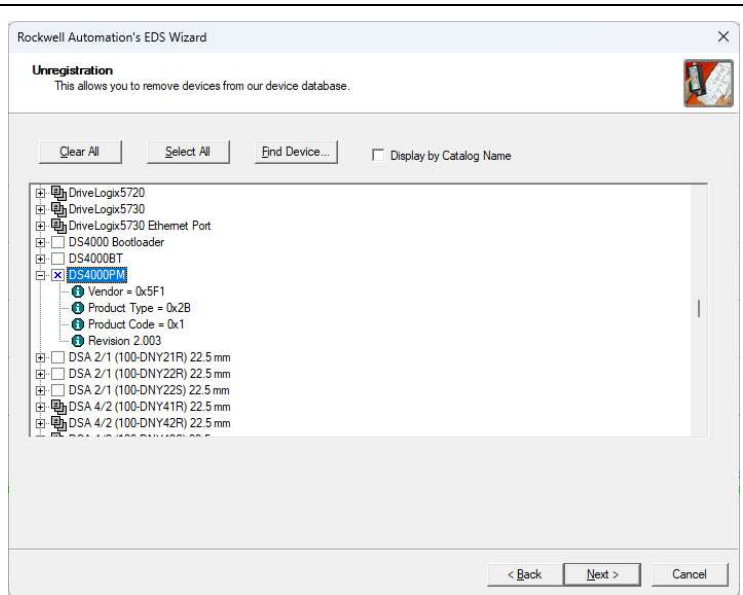 Rockwell Automation's EDS Wizard
Unregistration
This allows you to remove devices from our device database.
Clear All Select All Find Device... Display by Catalog Name
DriveLogix5720
DriveLogix5730
DriveLogix5730 Ethernet Port
DS4000 Bootloader
DS4000BT
DS4000PM
Vendor = 0x5F1
Product Type = 0x2B
Product Code = 0x1
Revision 2.003
DSA 2/1 (100-DNY21R) 22.5 mm
DSA 2/1 (100-DNY22R) 22.5 mm
DSA 2/1 (100-DNY22S) 22.5 mm
DSA 4/2 (100-DNY41R) 22.5 mm
DSA 4/2 (100-DNY42R) 22.5 mm
< Back Next > Cancel